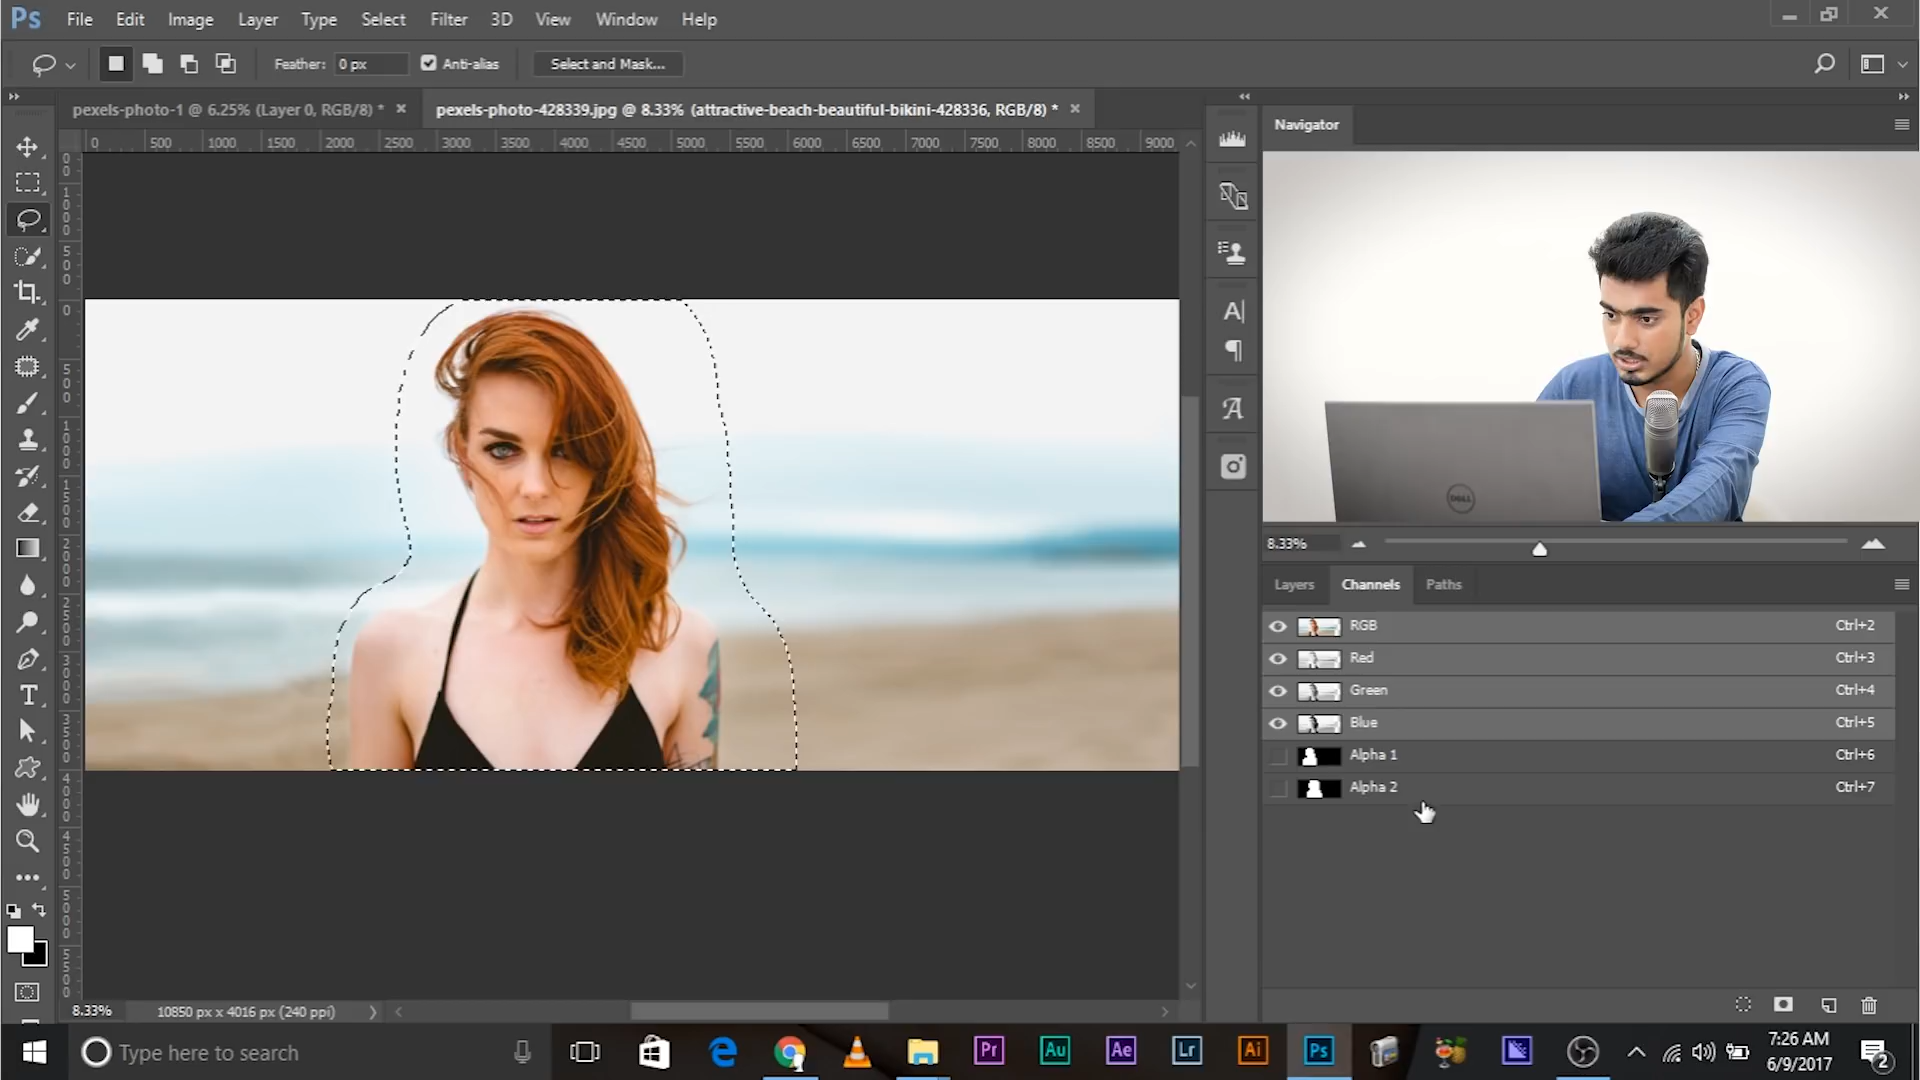 Ps File Edit Image Layer Type Select Filter 3D View Window Help
Feather: 0 px Anti-alias Select and Mask...
pexels-photo-1 @ 6.25% (Layer 0, RGB/8) * pexels-photo-428339.jpg @ 8.33% (attractive-beach-beautiful-bikini-428336, RGB/8) *
0 500 1000 1500 2000 2500 3000 3500 4000 4500 5000 5500 6000 6500 7000 7500 8000 8500 9000
Navigator
DELL
8.33%
Layers Channels Paths
RGB Ctrl+2
Red Ctrl+3
Green Ctrl+4
Blue Ctrl+5
Alpha 1 Ctrl+6
Alpha 2 Ctrl+7
8.33% 10850 px x 4016 px (240 ppi)
Type here to search
Pr Au Ae Lr Ai Ps
7:26 AM
6/9/2017
2